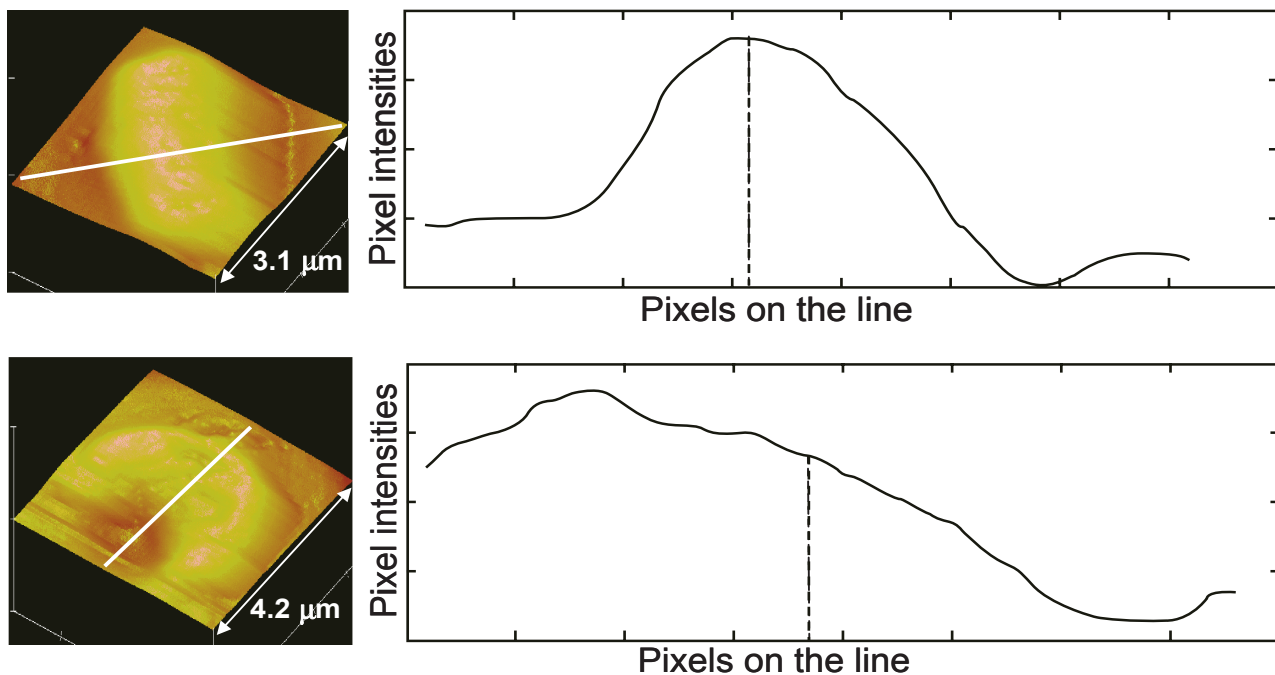 Pixel intensities
3.1 μm
Pixels on the line
Pixel intensities
4.2 μm
Pixels on the line